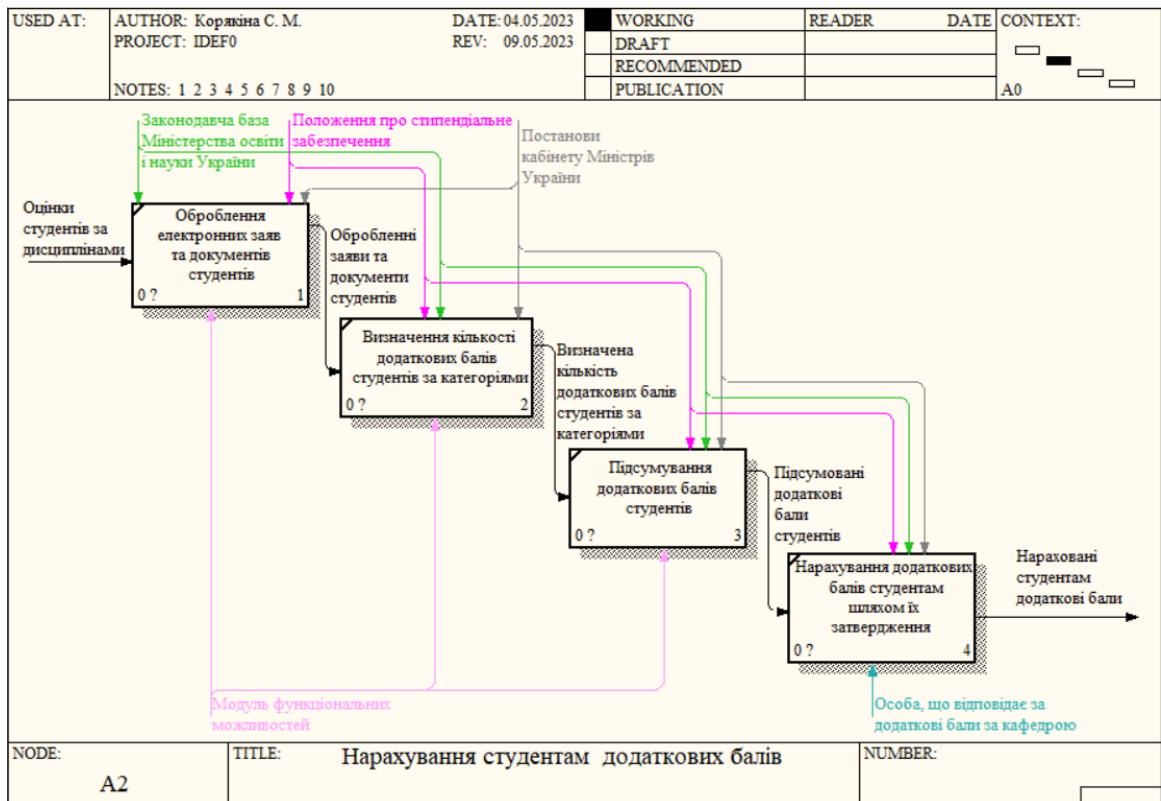 USED AT:
AUTHOR: Корякіна С. М.
DATE: 04.05.2023
PROJECT: IDEF0
REV: 09.05.2023
NOTES: 1 2 3 4 5 6 7 8 9 10
WORKING
DRAFT
RECOMMENDED
PUBLICATION
READER
DATE
CONTEXT:
A0
Законодавча база
Міністерства освіти
і науки України
Положення про стипендіальне
забезпечення
Постанови
кабінету Міністрів
України
Оцінки
студентів за
дисциплінами
Оброблення
електронних заяв
та документів
студентів
0 ?
1
Обробленні
заяви та
документи
студентів
Визначення кількості
додаткових балів
студентів за категоріями
0 ?
2
Визначена
кількість
додаткових балів
студентів за
категоріями
Підсумування
додаткових балів
студентів
0 ?
3
Підсумовані
додаткові
бали
студентів
Нарахування додаткових
балів студентам
шляхом їх
затвердження
0 ?
4
Нараховані
студентам
додаткові бали
Модуль функціональних
можливостей
Особа, що відповідає за
додаткові бали за кафедрою
NODE:
A2
TITLE:
Нарахування студентам додаткових балів
NUMBER: